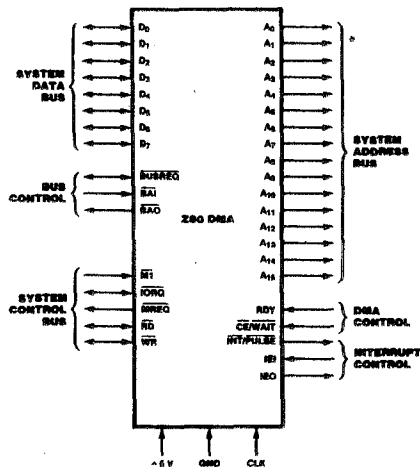 SYSTEM
DATA
BUS
D0
D1
D2
D3
D4
D5
D6
D7
BUS
CONTROL
BUSREQ
BAI
BAO
SYSTEM
CONTROL
BUS
M1
IORQ
MREQ
RD
WR
Z80 DMA
A0
A1
A2
A3
A4
A5
A6
A7
A8
A9
A10
A11
A12
A13
A14
A15
SYSTEM
ADDRESS
BUS
RDY
CE/WAIT
INT/PULSE
IEI
IEO
DMA
CONTROL
INTERRUPT
CONTROL
+5 V
GND
CLK